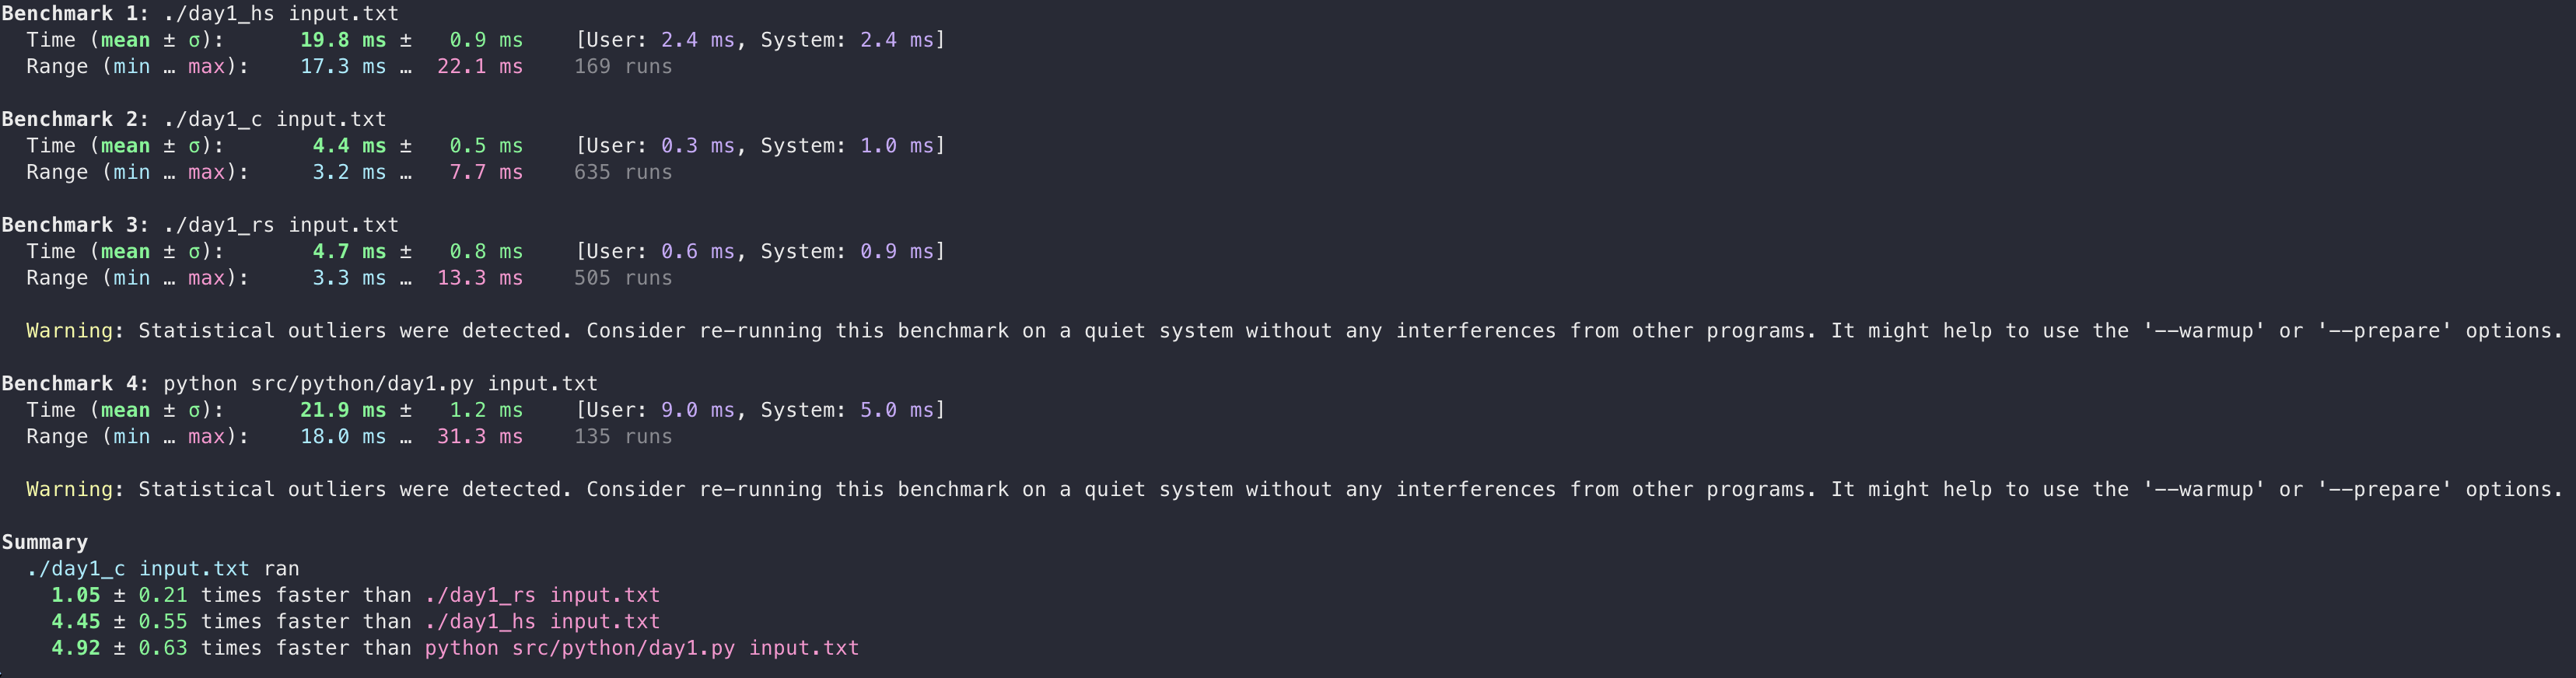 Benchmark 1: ./day1_hs input.txt
  Time (mean ± σ):      19.8 ms ±   0.9 ms    [User: 2.4 ms, System: 2.4 ms]
  Range (min … max):    17.3 ms …  22.1 ms    169 runs

Benchmark 2: ./day1_c input.txt
  Time (mean ± σ):       4.4 ms ±   0.5 ms    [User: 0.3 ms, System: 1.0 ms]
  Range (min … max):     3.2 ms …   7.7 ms    635 runs

Benchmark 3: ./day1_rs input.txt
  Time (mean ± σ):       4.7 ms ±   0.8 ms    [User: 0.6 ms, System: 0.9 ms]
  Range (min … max):     3.3 ms …  13.3 ms    505 runs

  Warning: Statistical outliers were detected. Consider re-running this benchmark on a quiet system without any interferences from other programs. It might help to use the '--warmup' or '--prepare' options.

Benchmark 4: python src/python/day1.py input.txt
  Time (mean ± σ):      21.9 ms ±   1.2 ms    [User: 9.0 ms, System: 5.0 ms]
  Range (min … max):    18.0 ms …  31.3 ms    135 runs

  Warning: Statistical outliers were detected. Consider re-running this benchmark on a quiet system without any interferences from other programs. It might help to use the '--warmup' or '--prepare' options.

Summary
  ./day1_c input.txt ran
    1.05 ± 0.21 times faster than ./day1_rs input.txt
    4.45 ± 0.55 times faster than ./day1_hs input.txt
    4.92 ± 0.63 times faster than python src/python/day1.py input.txt